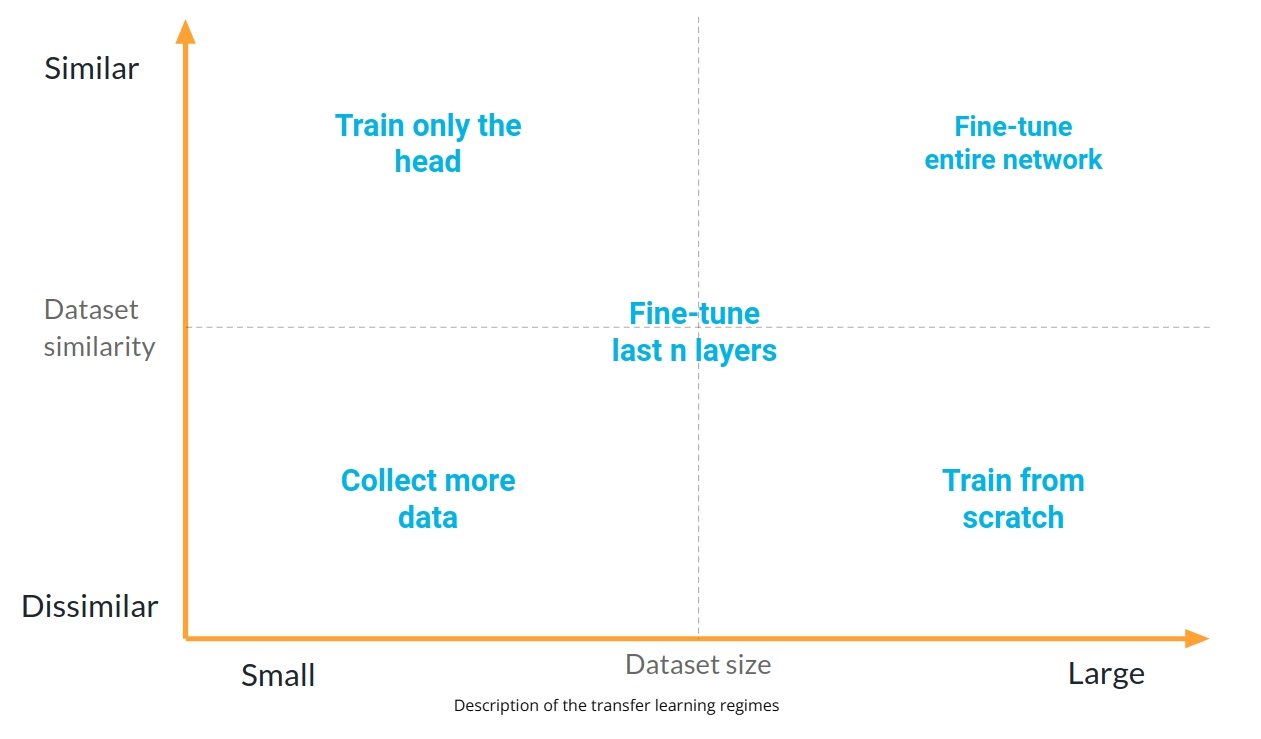 Similar
Train only the
head
Fine-tune
entire network
Dataset
similarity
Fine-tune
last n layers
Collect more
data
Train from
scratch
Dissimilar
Small
Dataset size
Large
Description of the transfer learning regimes